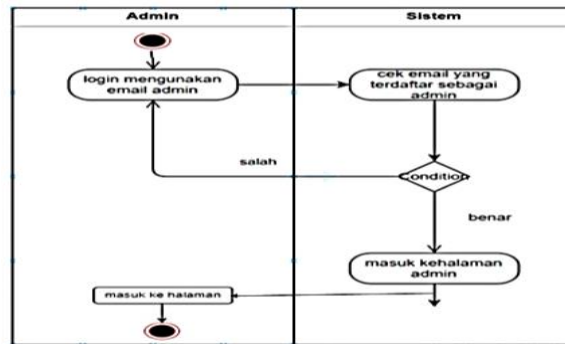 Admin
Sistem
login mengunakan
email admin
cek email yang
terdaftar sebagai
admin
salah
Condition
benar
masuk kehalaman
admin
masuk ke halaman